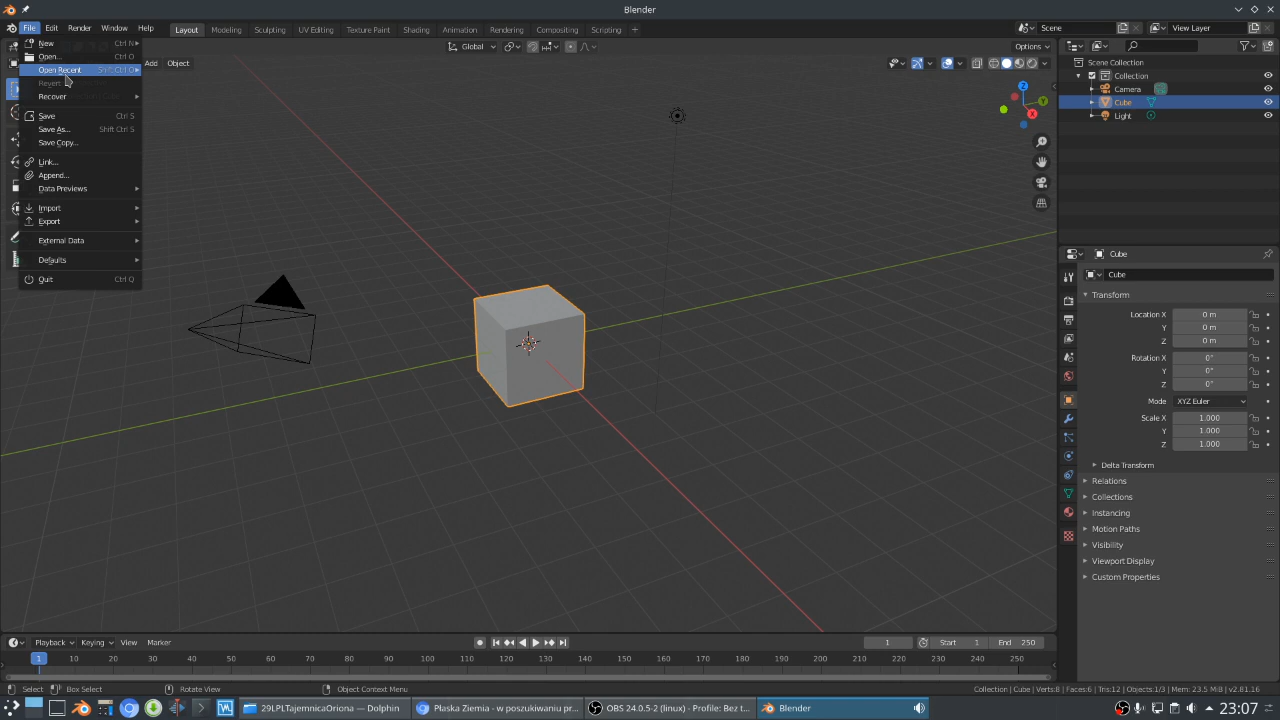 Blender
File Edit Render Window Help Layout Modeling Sculpting UV Editing Texture Paint Shading Animation Rendering Compositing Scripting + Scene View Layer
New Ctrl N
Open... Ctrl O
Open Recent Shift Ctrl O
Revert
Recover
Save Ctrl S
Save As... Shift Ctrl S
Save Copy...
Link...
Append...
Data Previews
Import
Export
External Data
Defaults
Quit Ctrl Q
Global
Options
Add Object
Z
Y
X
Scene Collection
Collection
Camera
Cube
Light
Cube
Cube
Transform
Location X 0 m
Y 0 m
Z 0 m
Rotation X 0°
Y 0°
Z 0°
Mode XYZ Euler
Scale X 1.000
Y 1.000
Z 1.000
Delta Transform
Relations
Collections
Instancing
Motion Paths
Visibility
Viewport Display
Custom Properties
Playback Keying View Marker 1 Start 1 End 250
1 10 20 30 40 50 60 70 80 90 100 110 120 130 140 150 160 170 180 190 200 210 220 230 240 250
Select Box Select Rotate View Object Context Menu Collection | Cube | Verts:8 | Faces:6 | Tris:12 | Objects:1/3 | Mem: 23.5 MiB | v2.81.16
29LPLTajemnicaOriona — Dolphin Płaska Ziemia - w poszukiwaniu prawd... OBS 24.0.5-2 (linux) - Profile: Bez t... Blender 23:07